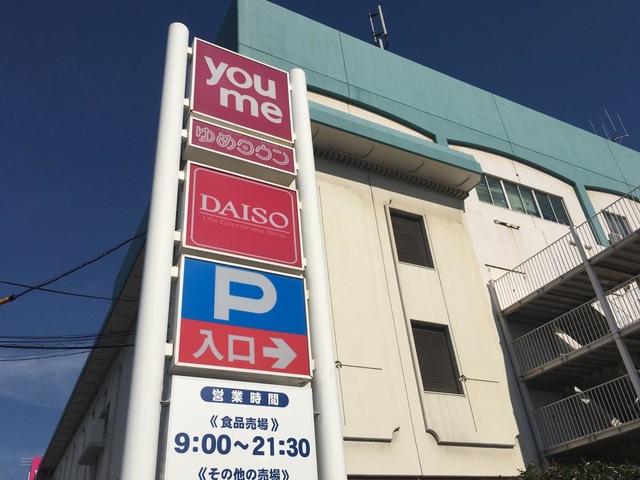 you
me
ゆめタウン
DAISO
Life Coordinate Shop
P
入口→
営業時間
《食品売場》
9:00～21:30
《その他の売場》